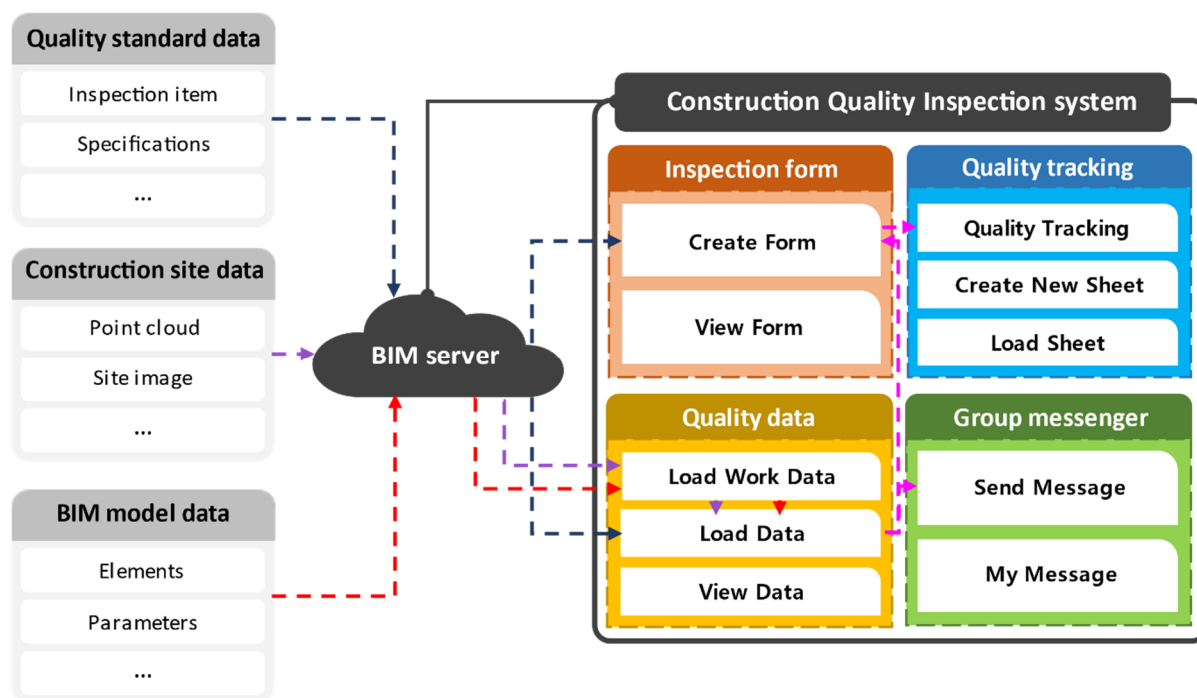 Quality standard data
Inspection item
Specifications
...
Construction site data
Point cloud
Site image
...
BIM model data
Elements
Parameters
...
BIM server
Construction Quality Inspection system
Inspection form
Create Form
View Form
Quality tracking
Quality Tracking
Create New Sheet
Load Sheet
Quality data
Load Work Data
Load Data
View Data
Group messenger
Send Message
My Message